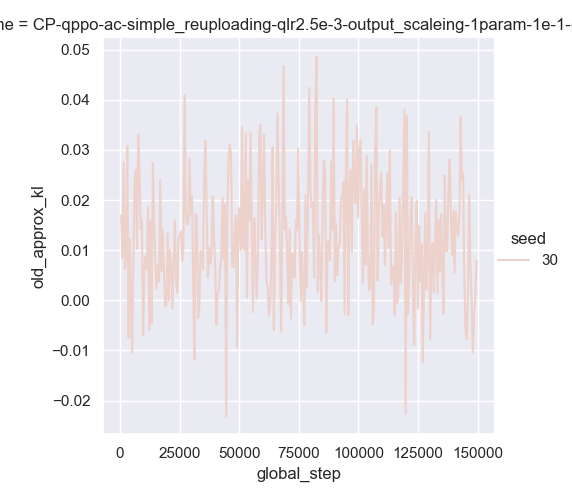 ne = CP-qppo-ac-simple_reuploading-qlr2.5e-3-output_scaleing-1param-1e-1-
0.05
0.04
0.03
0.02
0.01
0.00
−0.01
−0.02
old_approx_kl
seed
30
0 25000 50000 75000 100000 125000 150000
global_step